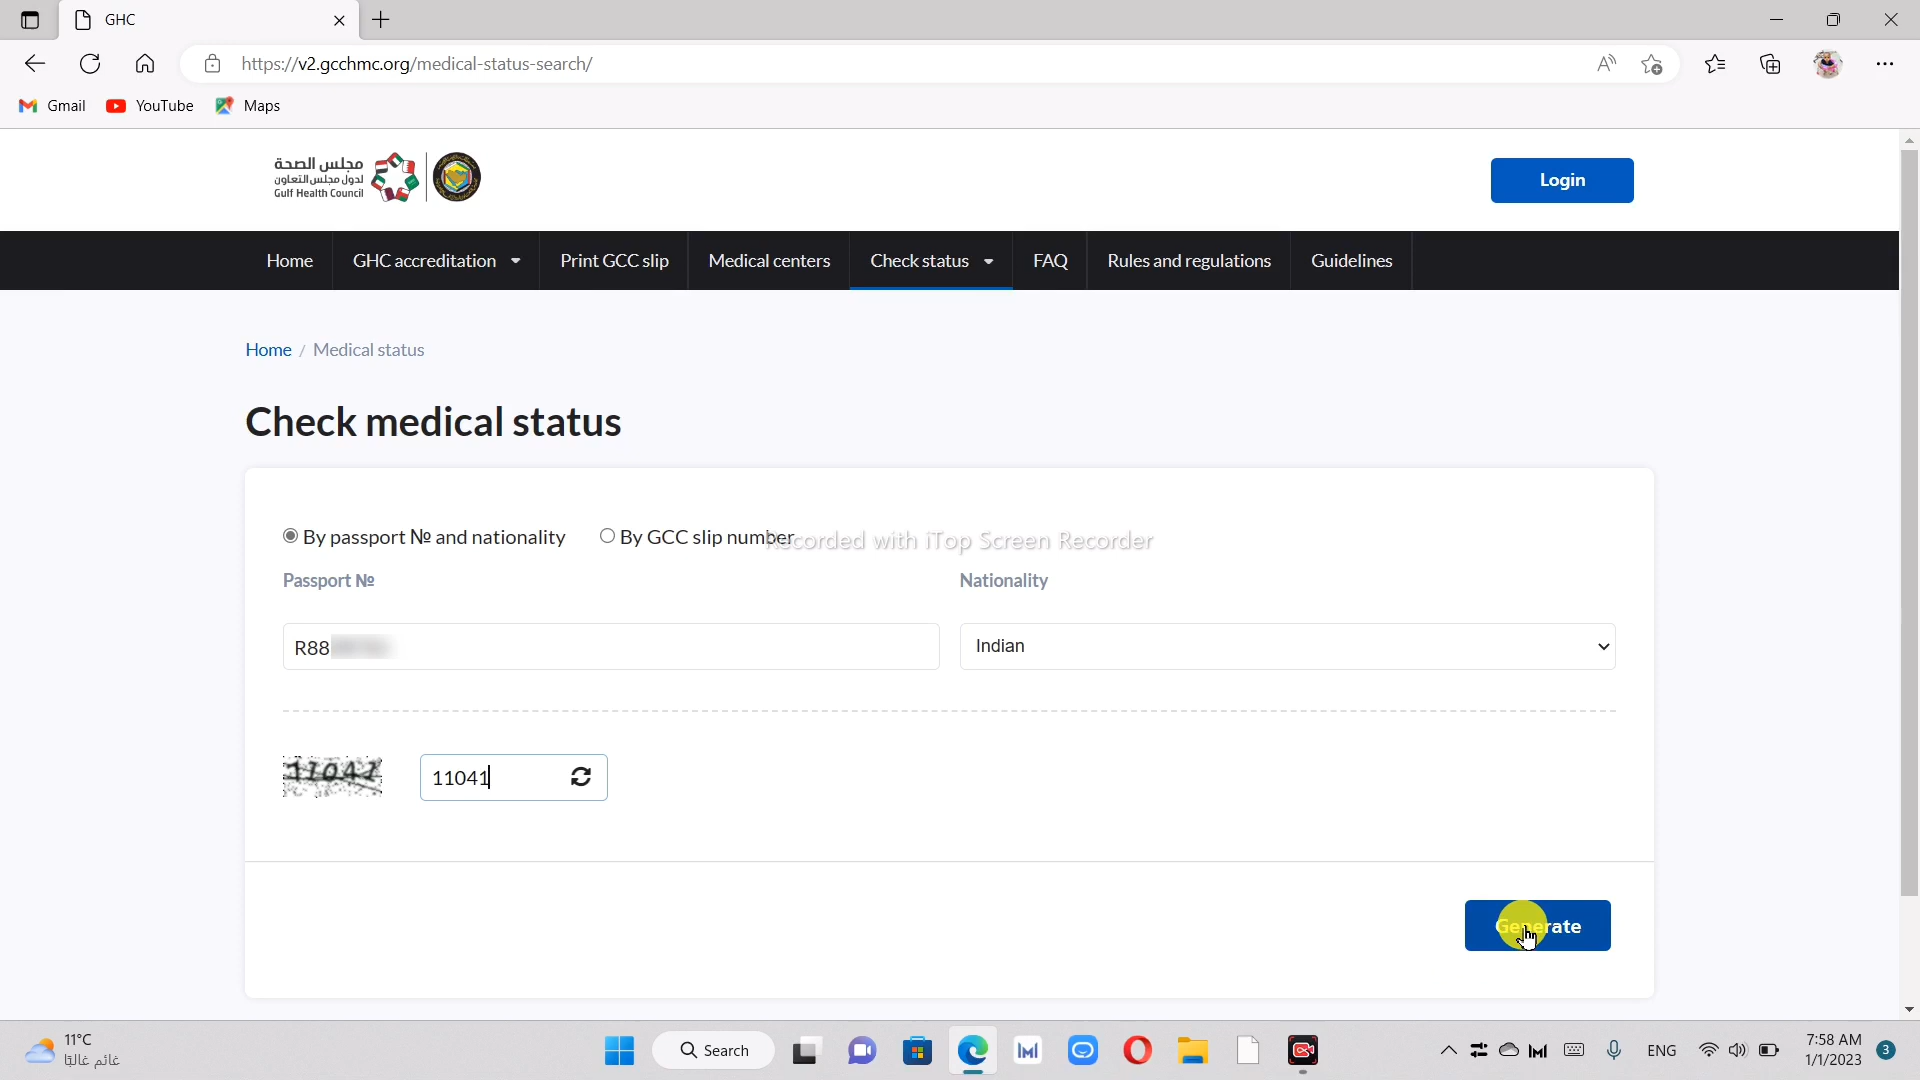 GHC
https://v2.gcchmc.org/medical-status-search/
Gmail YouTube Maps
مجلس الصحة
لدول مجلس التعاون
Gulf Health Council
Login
Home GHC accreditation Print GCC slip Medical centers Check status FAQ Rules and regulations Guidelines
Home / Medical status
Check medical status
By passport № and nationality By GCC slip number
Recorded with iTop Screen Recorder
Passport № Nationality
R88 Indian
11041 11041
Generate
11°C
غائم غالبًا
Search
ENG
7:58 AM
1/1/2023
3